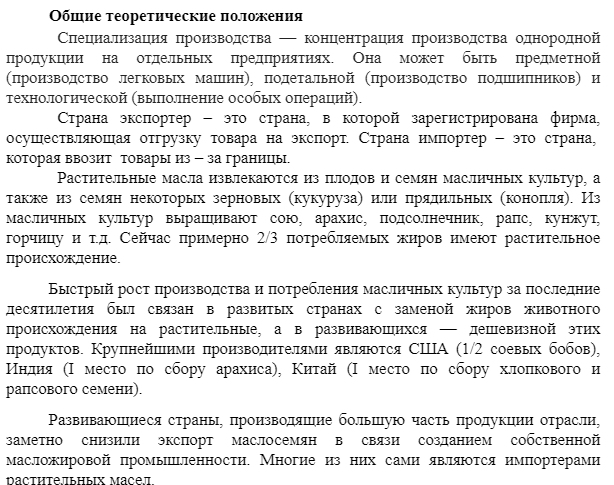 Общие теоретические положения
Специализация производства — концентрация производства однородной
продукции на отдельных предприятиях. Она может быть предметной
(производство легковых машин), подетальной (производство подшипников) и
технологической (выполнение особых операций).
Страна экспортер – это страна, в которой зарегистрирована фирма,
осуществляющая отгрузку товара на экспорт. Страна импортер – это страна,
которая ввозит товары из – за границы.
Растительные масла извлекаются из плодов и семян масличных культур, а
также из семян некоторых зерновых (кукуруза) или прядильных (конопля). Из
масличных культур выращивают сою, арахис, подсолнечник, рапс, кунжут,
горчицу и т.д. Сейчас примерно 2/3 потребляемых жиров имеют растительное
происхождение.
Быстрый рост производства и потребления масличных культур за последние
десятилетия был связан в развитых странах с заменой жиров животного
происхождения на растительные, а в развивающихся — дешевизной этих
продуктов. Крупнейшими производителями являются США (1/2 соевых бобов),
Индия (I место по сбору арахиса), Китай (I место по сбору хлопкового и
рапсового семени).
Развивающиеся страны, производящие большую часть продукции отрасли,
заметно снизили экспорт маслосемян в связи созданием собственной
масложировой промышленности. Многие из них сами являются импортерами
растительных масел.